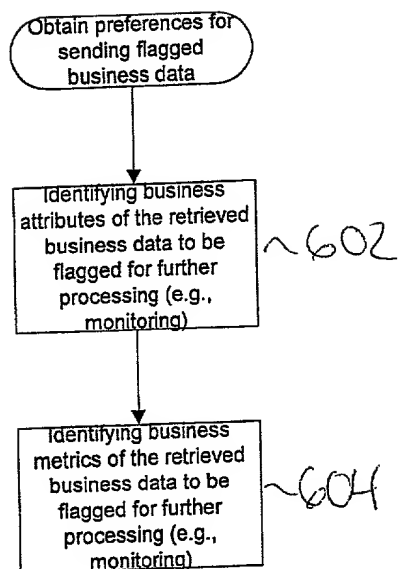 Obtain preferences for
sending flagged
business data
Identifying business
attributes of the retrieved
business data to be
flagged for further
processing (e.g.,
monitoring)
~602
Identifying business
metrics of the retrieved
business data to be
flagged for further
processing (e.g.,
monitoring)
~604